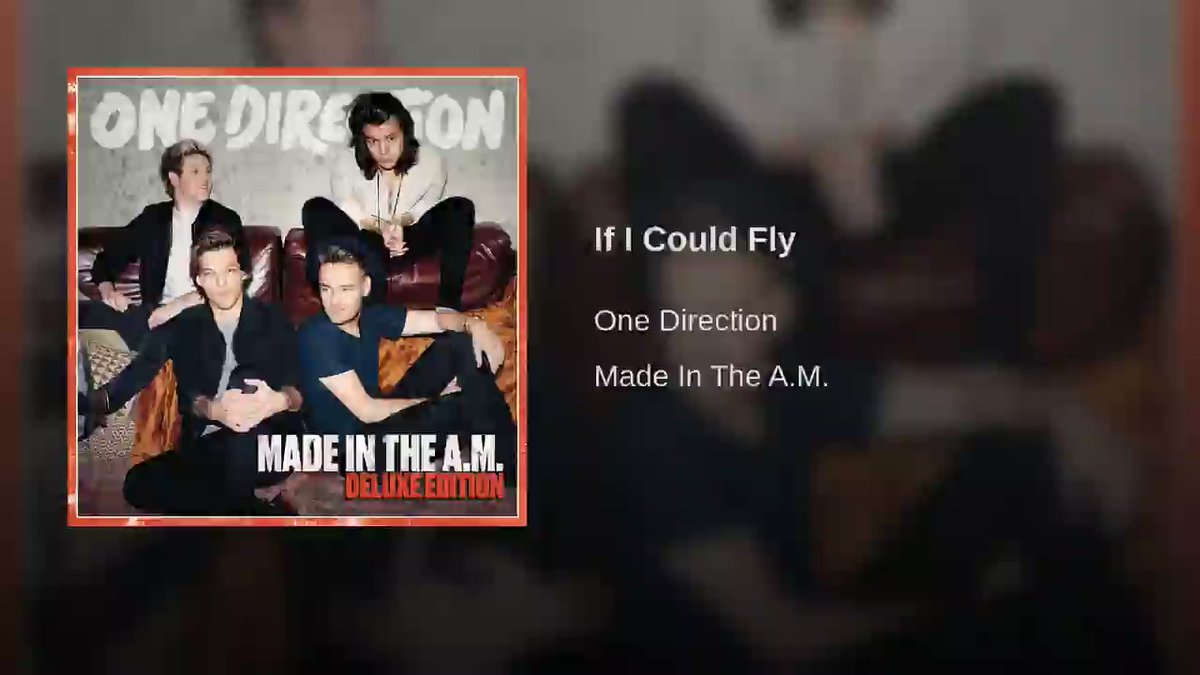 ONE DIRECTION
MADE IN THE A.M.
DELUXE EDITION
If I Could Fly
One Direction
Made In The A.M.